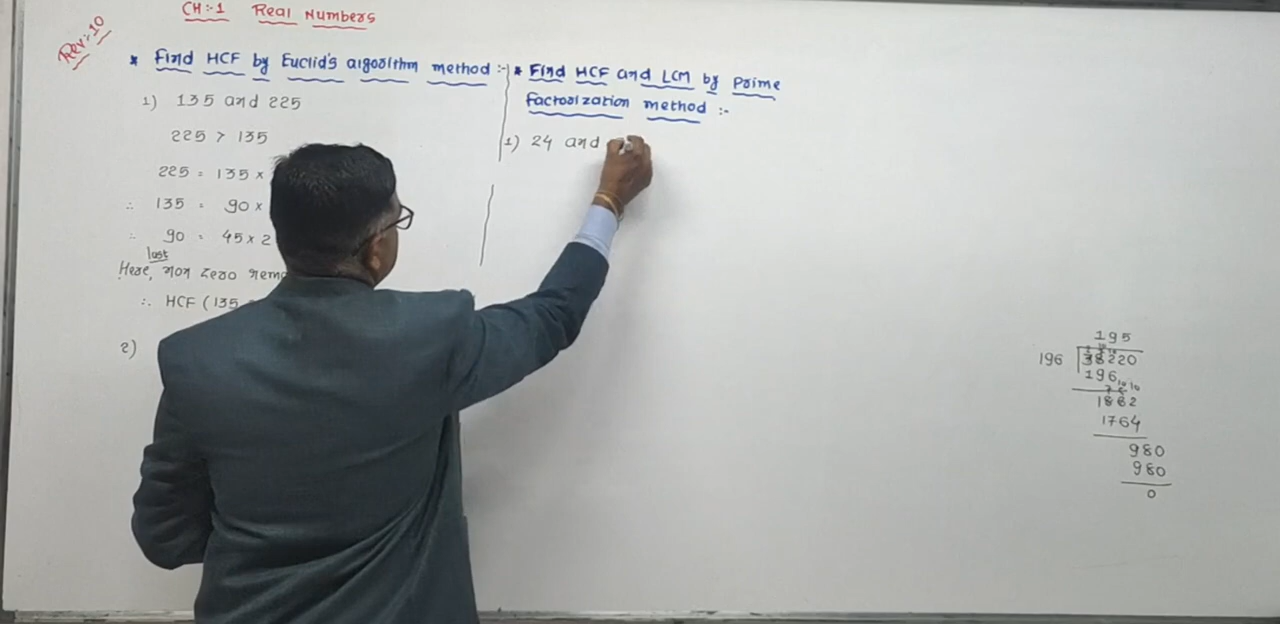 CH:-1 Real Numbers
Rev:-10
* Find HCF by Euclid's algorithm method :-
1) 135 and 225
225 > 135
225 = 135 ×
∴ 135 = 90 ×
∴ 90 = 45 × 2
last
Here, non zero rema
∴ HCF (135
2)
* Find HCF and LCM by Prime
factorization method :-
1) 24 and
195
196 38220
196
1862
1764
980
980
0